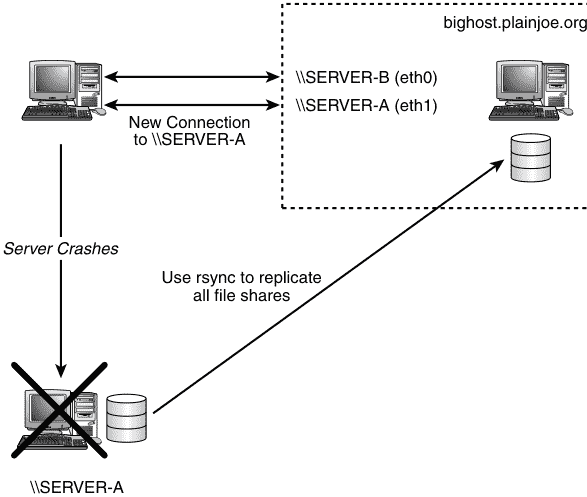 bighost.plainjoe.org
\\SERVER-B (eth0)
\\SERVER-A (eth1)
New Connection
to \\SERVER-A
Server Crashes
Use rsync to replicate
all file shares
\\SERVER-A